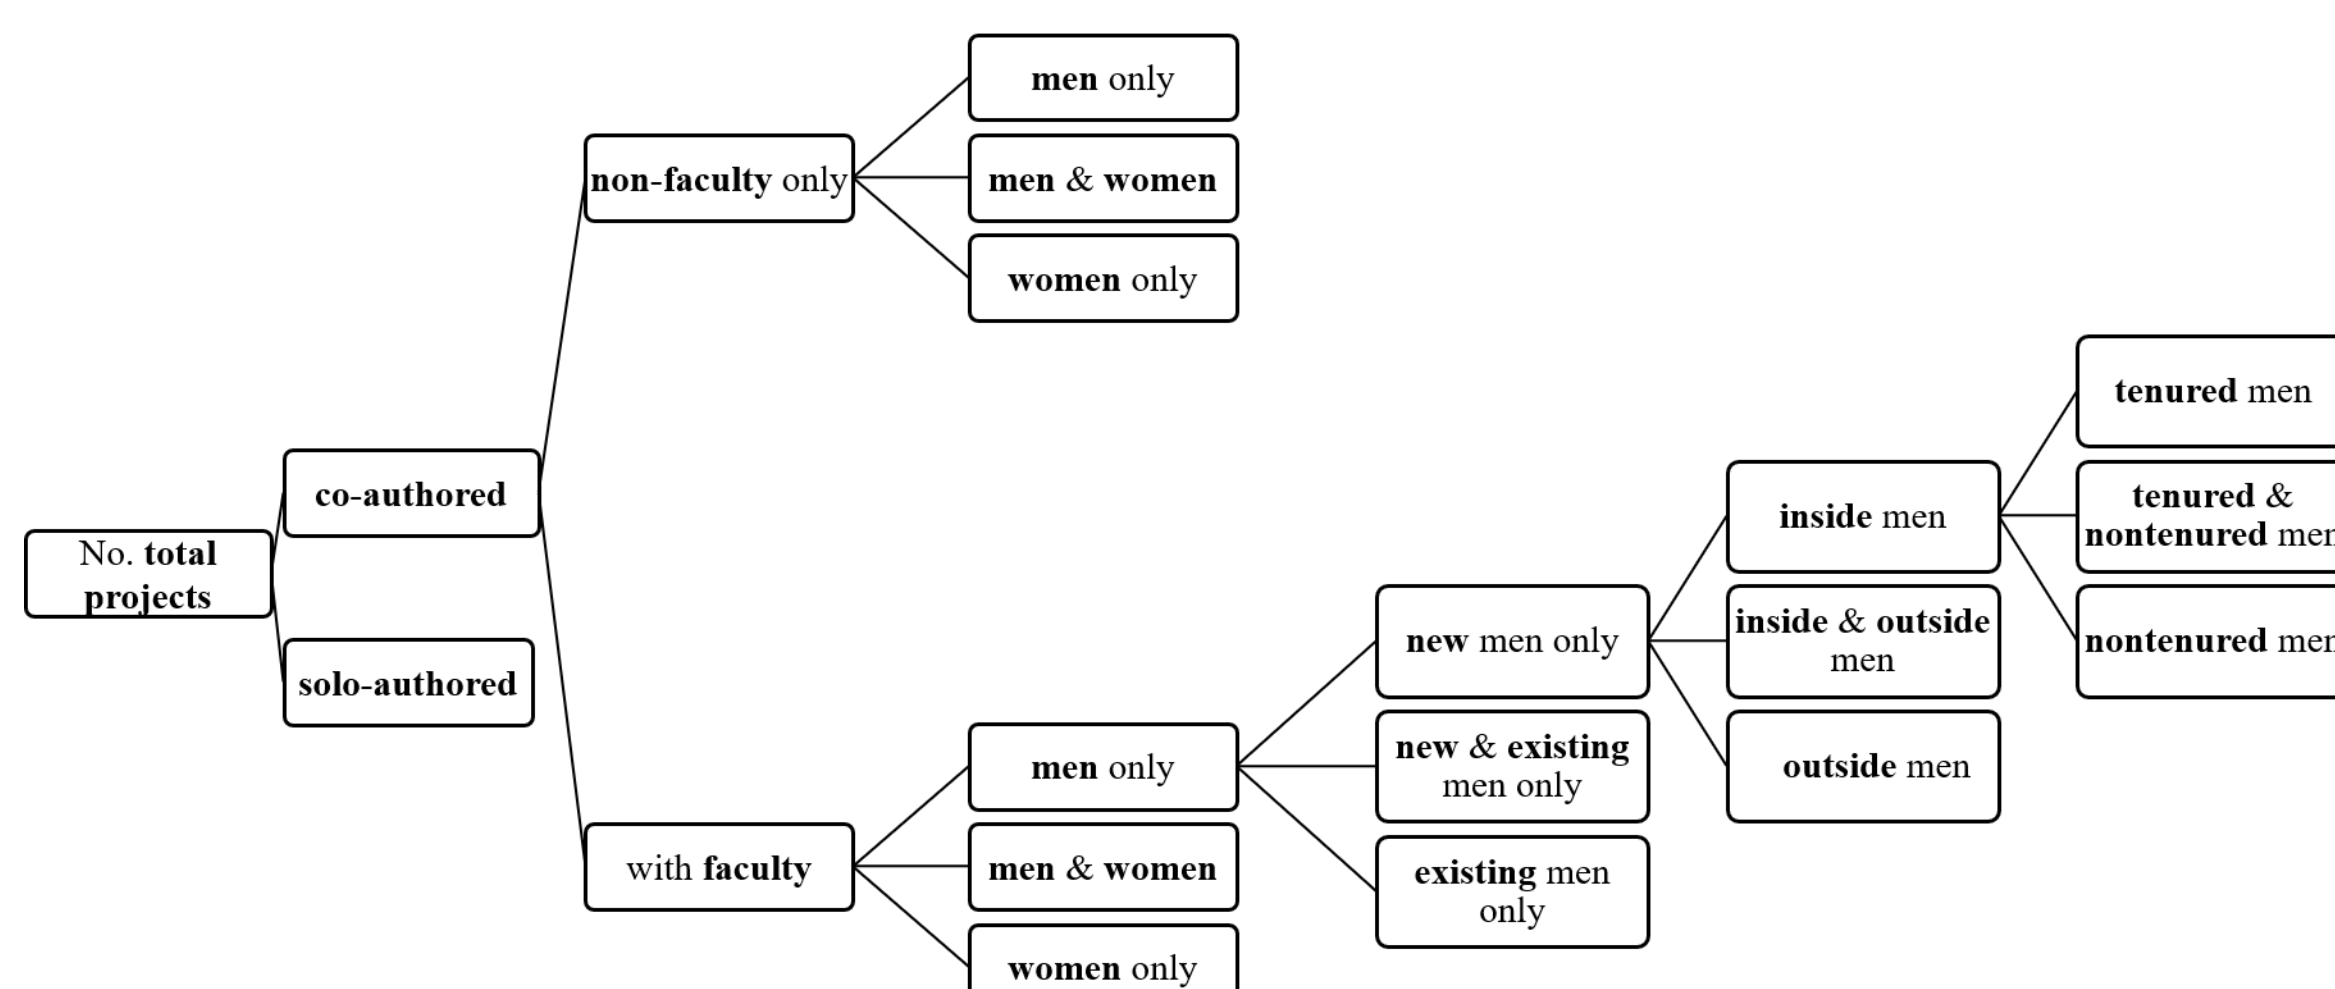 men only
non-faculty only
men & women
women only
tenured men
co-authored
inside men
tenured &
nontenured men
No. total
projects
solo-authored
new men only
inside & outside
men
nontenured men
men only
new & existing
men only
outside men
with faculty
men & women
existing men
only
women only